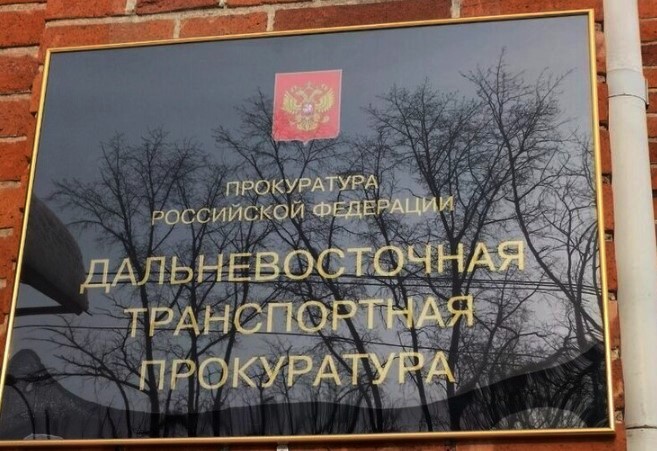 ПРОКУРАТУРА
РОССИЙСКОЙ ФЕДЕРАЦИИ
ДАЛЬНЕВОСТОЧНАЯ
ТРАНСПОРТНАЯ
ПРОКУРАТУРА